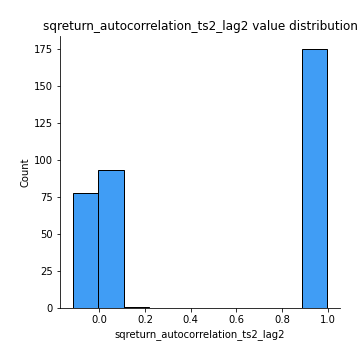 sqreturn_autocorrelation_ts2_lag2 value distribution
175
150
125
100
75
50
25
0
Count
0.0 0.2 0.4 0.6 0.8 1.0
sqreturn_autocorrelation_ts2_lag2